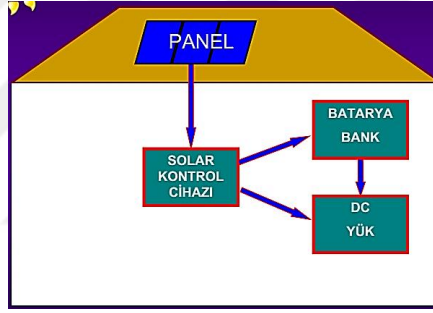 PANEL
BATARYA
BANK
SOLAR
KONTROL
CİHAZI
DC
YÜK